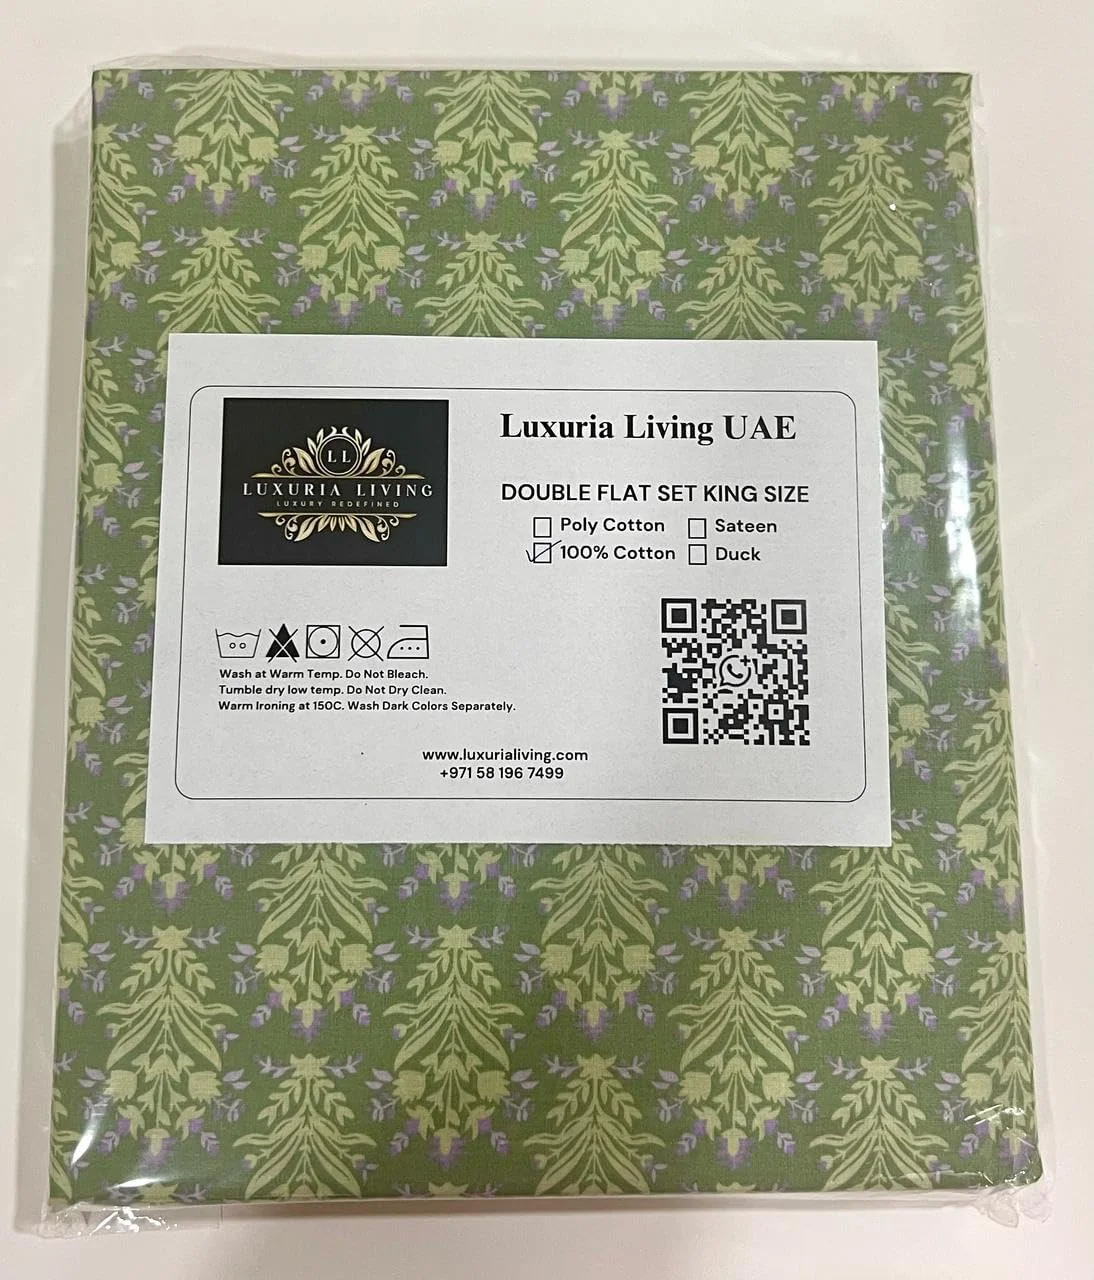 LL
LUXURIA LIVING
LUXURY REDEFINED
Luxuria Living UAE
DOUBLE FLAT SET KING SIZE
Poly Cotton Sateen
100% Cotton Duck
Wash at Warm Temp. Do Not Bleach.
Tumble dry low temp. Do Not Dry Clean.
Warm Ironing at 150C. Wash Dark Colors Separately.
www.luxurialiving.com
+971 58 196 7499